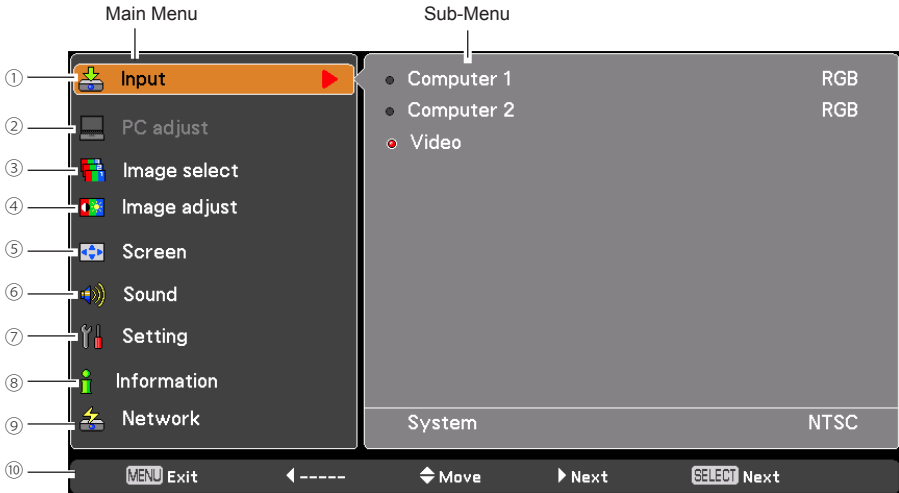 Main Menu Sub-Menu
① Input Computer 1 RGB
Computer 2 RGB
② PC adjust Video
③ Image select
④ Image adjust
⑤ Screen
⑥ Sound
⑦ Setting
⑧ Information
⑨ Network System NTSC
⑩ MENU Exit ----- Move Next SELECT Next